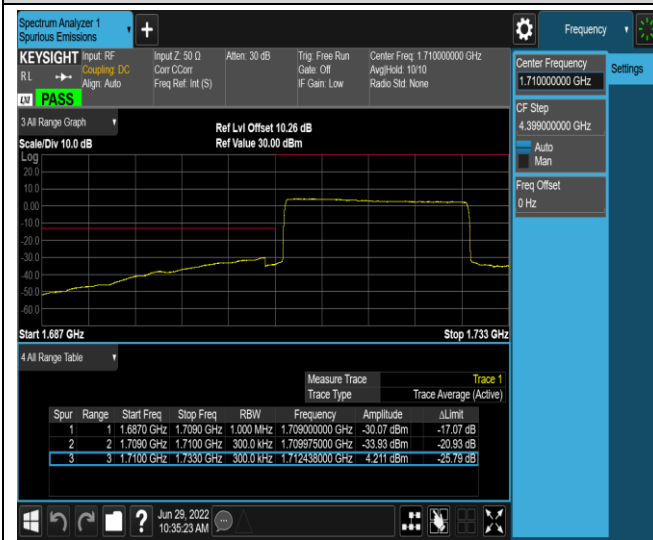 Spectrum Analyzer 1
Spurious Emissions
+
Frequency
KEYSIGHT Input: RF Input Z: 50 Ω Atten: 30 dB Trig: Free Run Center Freq: 1.710000000 GHz
RL Coupling: DC Corr CCorr Gate: Off Avg|Hold: 10/10
Align: Auto Freq Ref: Int (S) IF Gain: Low Radio Std: None
LXI PASS
Center Frequency
1.710000000 GHz
Settings
CF Step
4.399000000 GHz
Auto
Man
Freq Offset
0 Hz
3 All Range Graph
Ref Lvl Offset 10.26 dB
Scale/Div 10.0 dB Ref Value 30.00 dBm
Log
20.0
10.0
0.00
-10.0
-20.0
-30.0
-40.0
-50.0
-60.0
Start 1.687 GHz Stop 1.733 GHz
4 All Range Table
Measure Trace Trace 1
Trace Type Trace Average (Active)
Spur Range Start Freq Stop Freq RBW Frequency Amplitude ΔLimit
1 1 1.6870 GHz 1.7090 GHz 1.000 MHz 1.709000000 GHz -30.07 dBm -17.07 dB
2 2 1.7090 GHz 1.7100 GHz 300.0 kHz 1.709975000 GHz -33.93 dBm -20.93 dB
3 3 1.7100 GHz 1.7330 GHz 300.0 kHz 1.712438000 GHz 4.211 dBm -25.79 dB
? Jun 29, 2022
10:35:23 AM